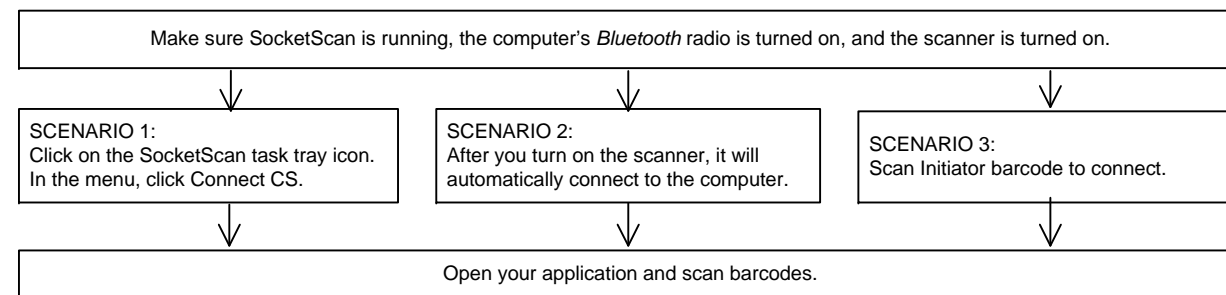 Make sure SocketScan is running, the computer's Bluetooth radio is turned on, and the scanner is turned on.
SCENARIO 1:
Click on the SocketScan task tray icon.
In the menu, click Connect CS.
SCENARIO 2:
After you turn on the scanner, it will
automatically connect to the computer.
SCENARIO 3:
Scan Initiator barcode to connect.
Open your application and scan barcodes.